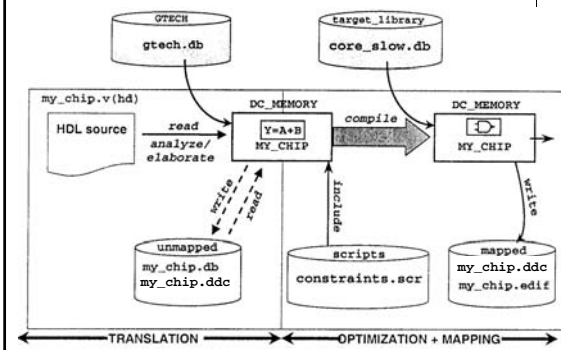 GTECH
gtech.db
target_library
core_slow.db
my_chip.v(hd)
HDL source
read
analyze/
elaborate
DC_MEMORY
Y=A+B
MY_CHIP
compile
DC_MEMORY
MY_CHIP
write
read
include
write
unmapped
my_chip.db
my_chip.ddc
scripts
constraints.scr
mapped
my_chip.ddc
my_chip.edif
TRANSLATION
OPTIMIZATION + MAPPING